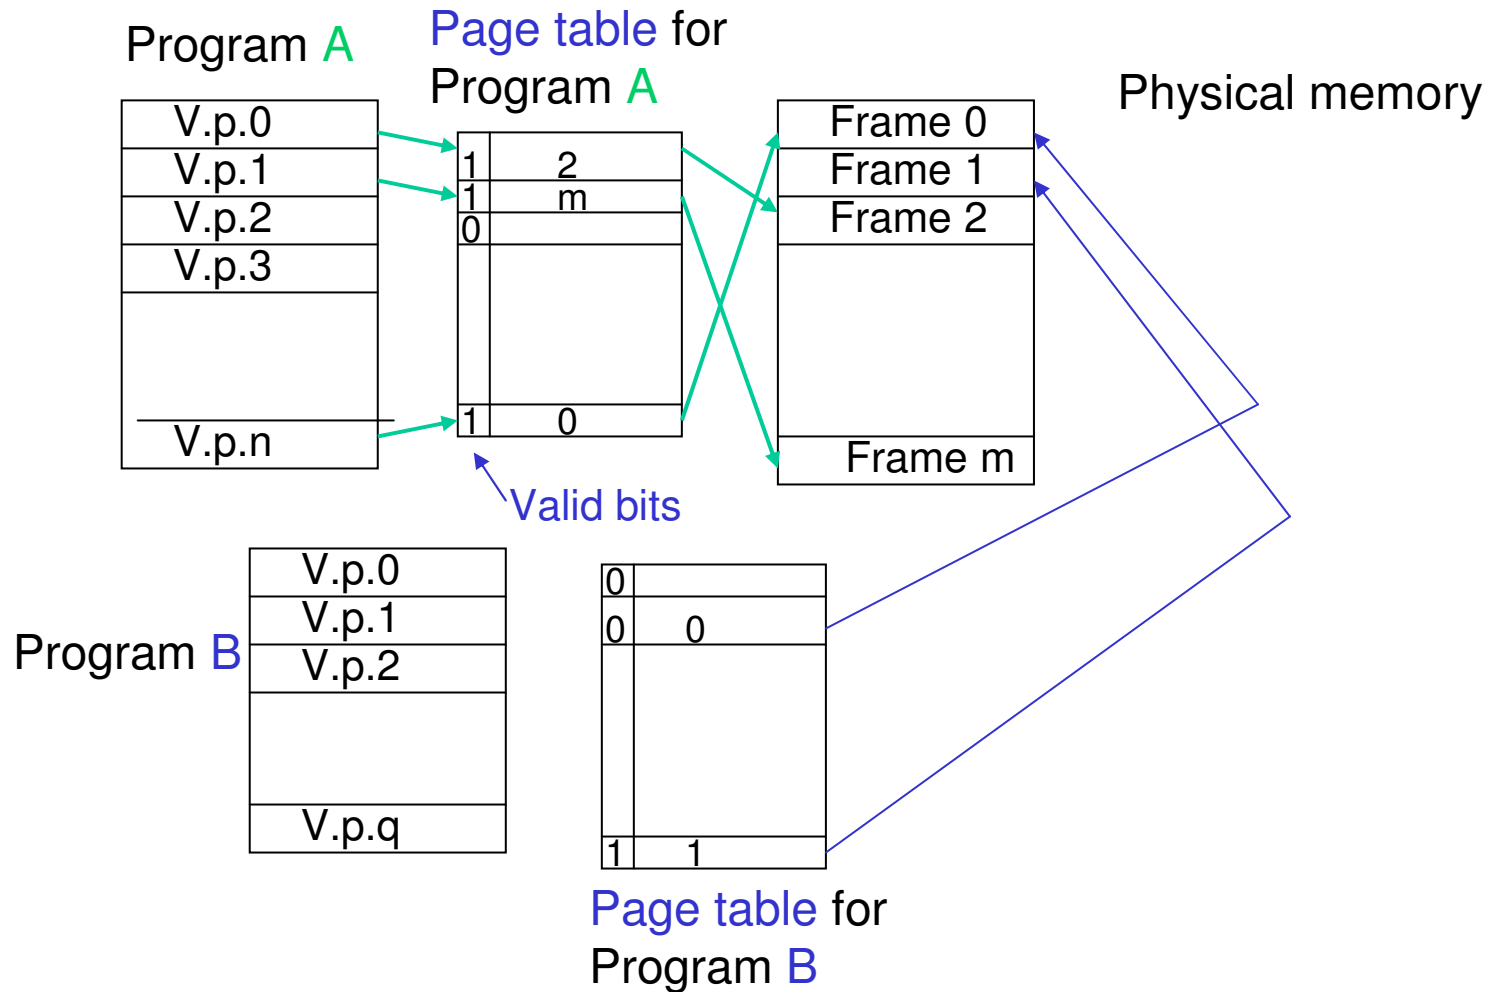 Program A
Page table for
Program A
Physical memory
V.p.0
V.p.1
V.p.2
V.p.3
V.p.n
1 2
1 m
0
1 0
Valid bits
Frame 0
Frame 1
Frame 2
Frame m
Program B
V.p.0
V.p.1
V.p.2
V.p.q
0
0 0
1 1
Page table for
Program B